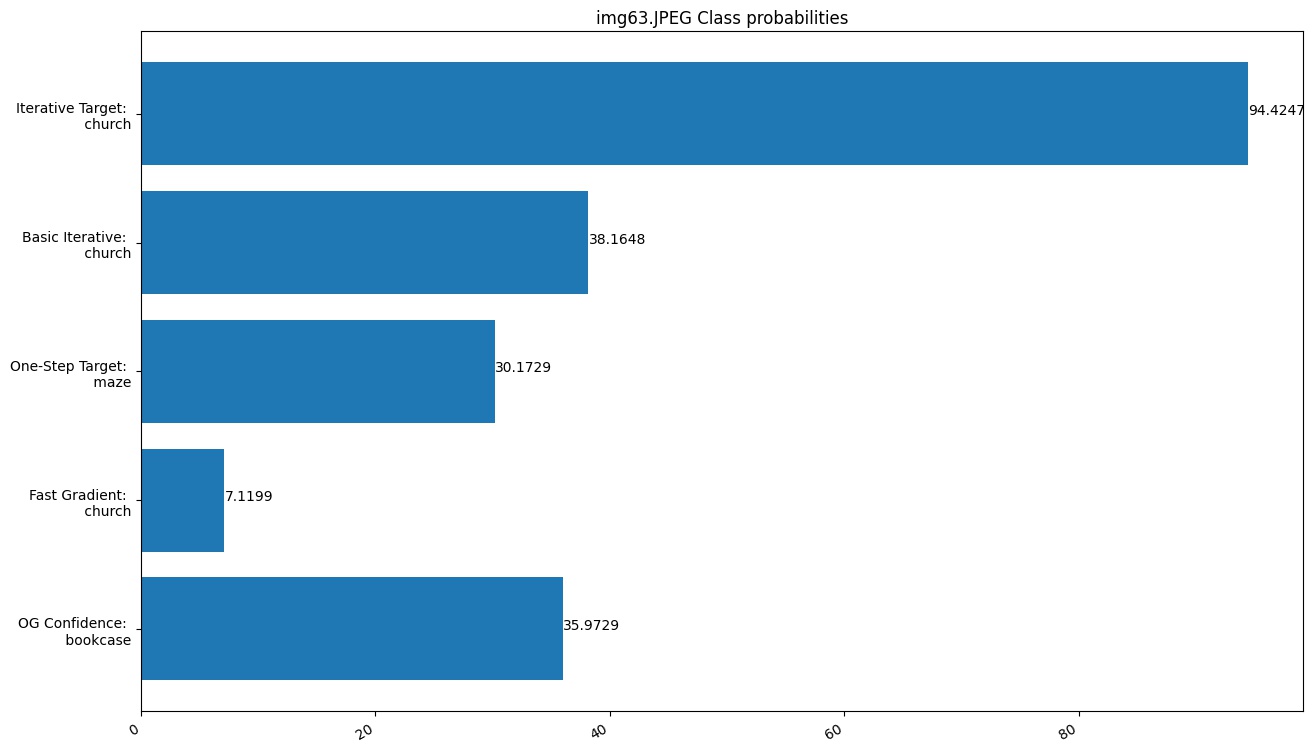 img63.JPEG Class probabilities
Iterative Target:
church
94.4247
Basic Iterative:
church
38.1648
One-Step Target:
maze
30.1729
Fast Gradient:
church
7.1199
OG Confidence:
bookcase
35.9729
0
20
40
60
80